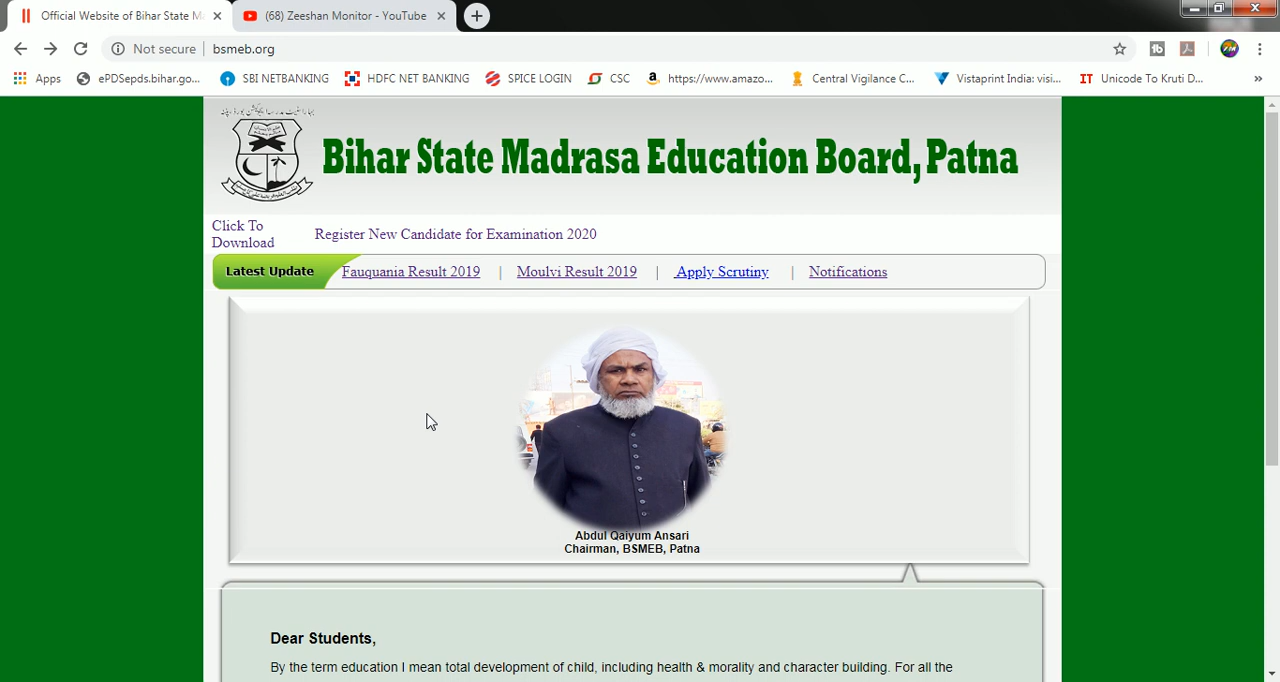 Official Website of Bihar State M
(68) Zeeshan Monitor - YouTube
Not secure | bsmeb.org
Apps ePDSepds.bihar.go... SBI NETBANKING HDFC NET BANKING SPICE LOGIN CSC https://www.amazo... Central Vigilance C... Vistaprint India: visi... IT Unicode To Kruti D... »
Bihar State Madrasa Education Board, Patna
Click To
Download
Register New Candidate for Examination 2020
Latest Update Fauquania Result 2019 | Moulvi Result 2019 | Apply Scrutiny | Notifications
Abdul Qaiyum Ansari
Chairman, BSMEB, Patna
Dear Students,
By the term education I mean total development of child, including health & morality and character building. For all the